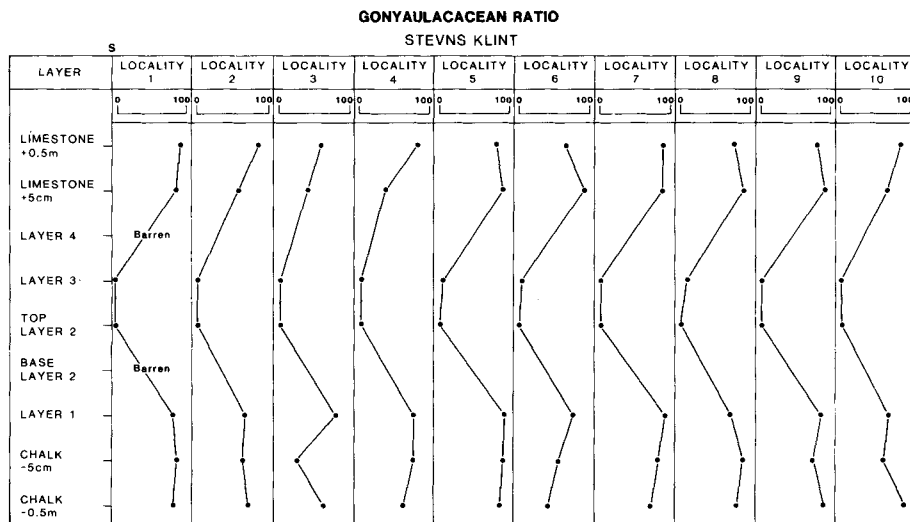 GONYAULACACEAN RATIO
STEVNS KLINT
S
LAYER
LOCALITY 1
LOCALITY 2
LOCALITY 3
LOCALITY 4
LOCALITY 5
LOCALITY 6
LOCALITY 7
LOCALITY 8
LOCALITY 9
LOCALITY 10
0 100 0 100 0 100 0 100 0 100 0 100 0 100 0 100 0 100 0 100
LIMESTONE
+0.5m
LIMESTONE
+5cm
LAYER 4 Barren
LAYER 3
TOP
LAYER 2
BASE
LAYER 2
Barren
LAYER 1
CHALK
-5cm
CHALK
-0.5m